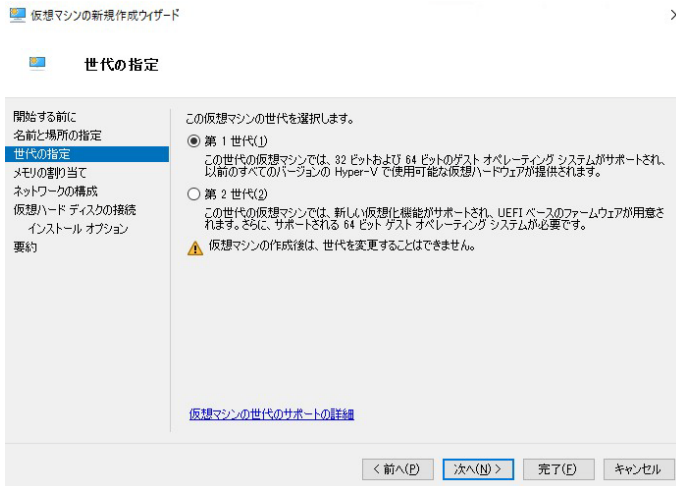 仮想マシンの新規作成ウィザード
世代の指定
開始する前に
名前と場所の指定
世代の指定
メモリの割り当て
ネットワークの構成
仮想ハード ディスクの接続
インストール オプション
要約
この仮想マシンの世代を選択します。
第 1 世代(1)
この世代の仮想マシンでは、32 ビットおよび 64 ビットのゲスト オペレーティング システムがサポートされ、
以前のすべてのバージョンの Hyper-V で使用可能な仮想ハードウェアが提供されます。
第 2 世代(2)
この世代の仮想マシンでは、新しい仮想化機能がサポートされ、UEFI ベースのファームウェアが用意さ
れます。さらに、サポートされる 64 ビット ゲスト オペレーティング システムが必要です。
仮想マシンの作成後は、世代を変更することはできません。
仮想マシンの世代のサポートの詳細
< 前へ(P)
次へ(N) >
完了(F)
キャンセル